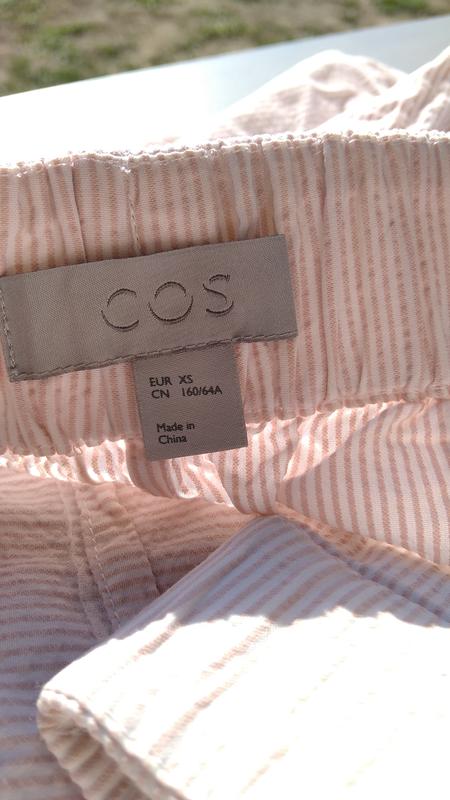 COS
EUR XS
CN 160/64A
Made in
China